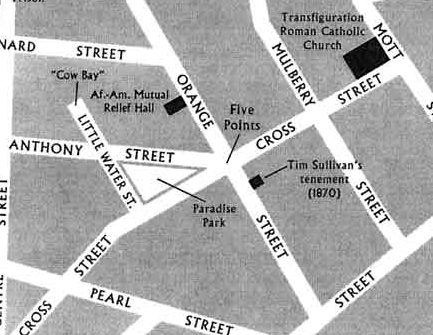 Transfiguration
Roman Catholic
Church
MOTT
NARD STREET
"Cow Bay"
Af.-Am. Mutual
Relief Hall
ORANGE
MULBERRY
STREET
Five
Points
CROSS
LITTLE WATER ST.
ANTHONY STREET
Tim Sullivan's
tenement
(1870)
Paradise
Park
STREET
STREET
STREET
STREET
STREET
PEARL STREET
CROSS